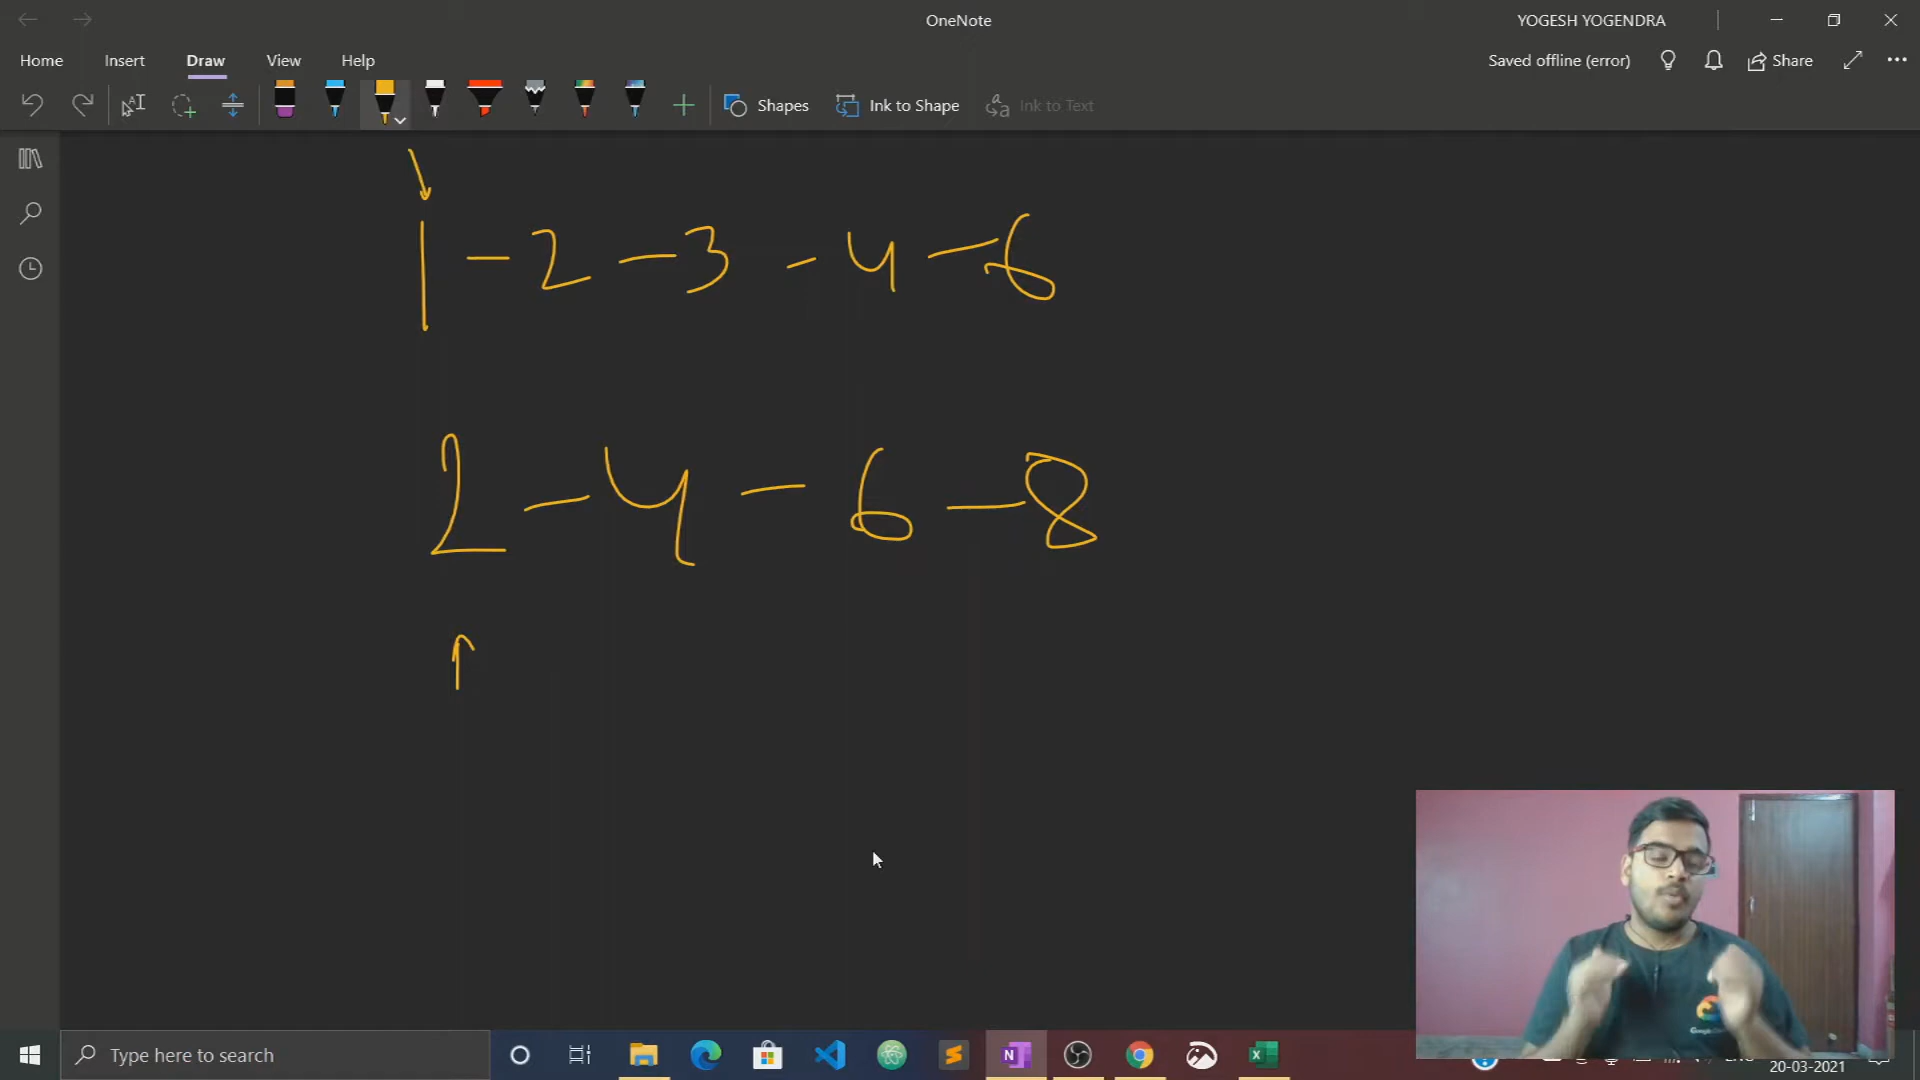 OneNote
YOGESH YOGENDRA
Home Insert Draw View Help
Saved offline (error)
Share
Shapes
Ink to Shape
Ink to Text
1 - 2 - 3 - 4 - 6
2 - 4 - 6 - 8
Type here to search
20-03-2021